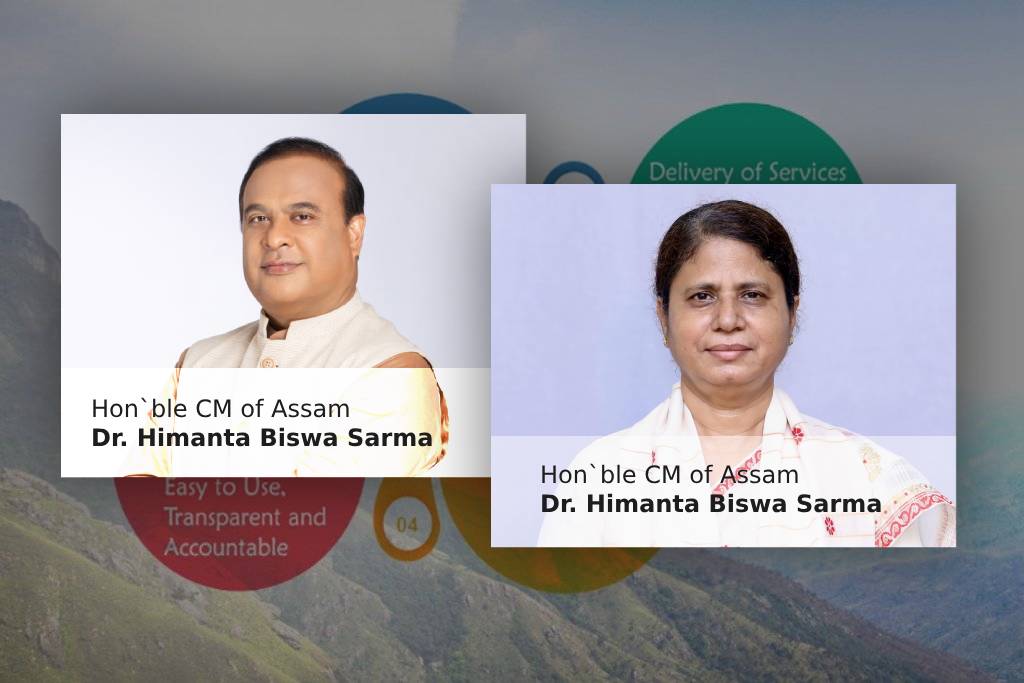 Delivery of Services
Hon`ble CM of Assam
Dr. Himanta Biswa Sarma
Hon`ble CM of Assam
Dr. Himanta Biswa Sarma
Easy to Use,
Transparent and
Accountable
04